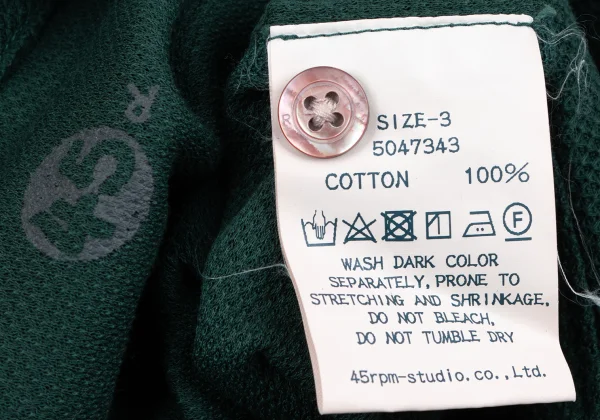 R
SIZE-3
5047343
COTTON 100%
F
WASH DARK COLOR
SEPARATELY, PRONE TO
STRETCHING AND SHRINKAGE,
DO NOT BLEACH,
DO NOT TUMBLE DRY
45rpm-studio.co.,Ltd.
R